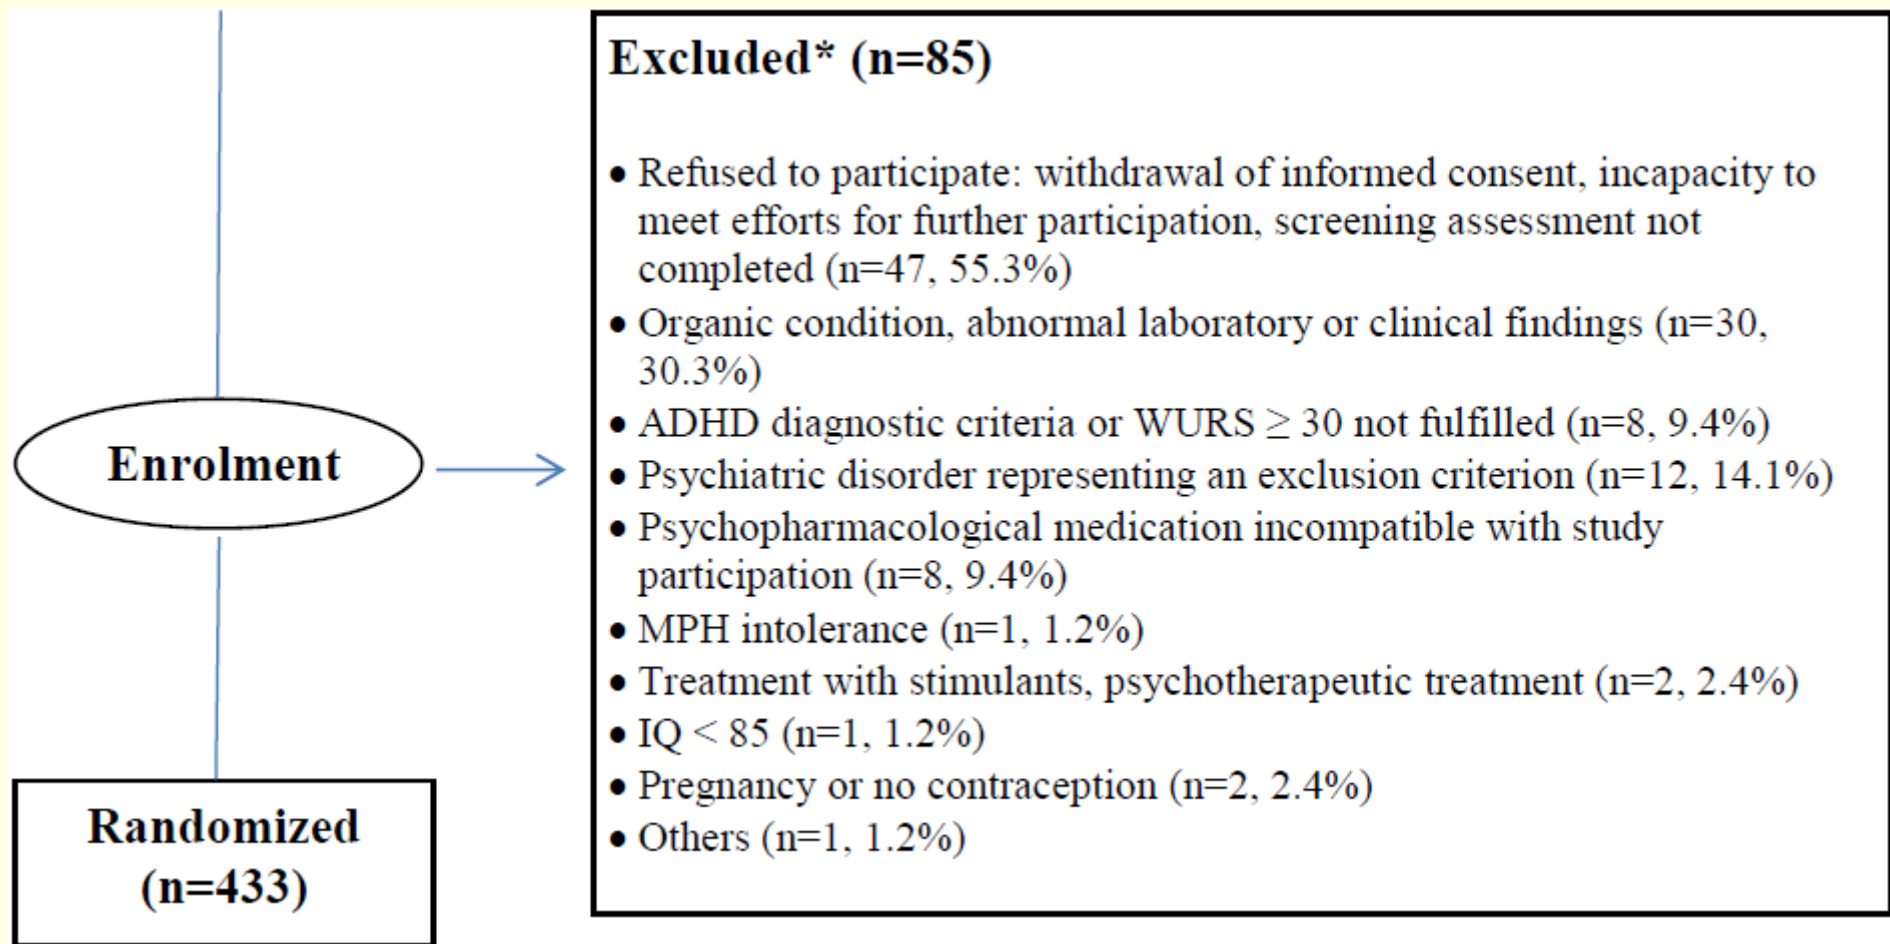 Excluded* (n=85)
• Refused to participate: withdrawal of informed consent, incapacity to
meet efforts for further participation, screening assessment not
completed (n=47, 55.3%)
• Organic condition, abnormal laboratory or clinical findings (n=30,
30.3%)
• ADHD diagnostic criteria or WURS ≥ 30 not fulfilled (n=8, 9.4%)
• Psychiatric disorder representing an exclusion criterion (n=12, 14.1%)
• Psychopharmacological medication incompatible with study
participation (n=8, 9.4%)
• MPH intolerance (n=1, 1.2%)
• Treatment with stimulants, psychotherapeutic treatment (n=2, 2.4%)
• IQ < 85 (n=1, 1.2%)
• Pregnancy or no contraception (n=2, 2.4%)
• Others (n=1, 1.2%)
Enrolment
Randomized
(n=433)